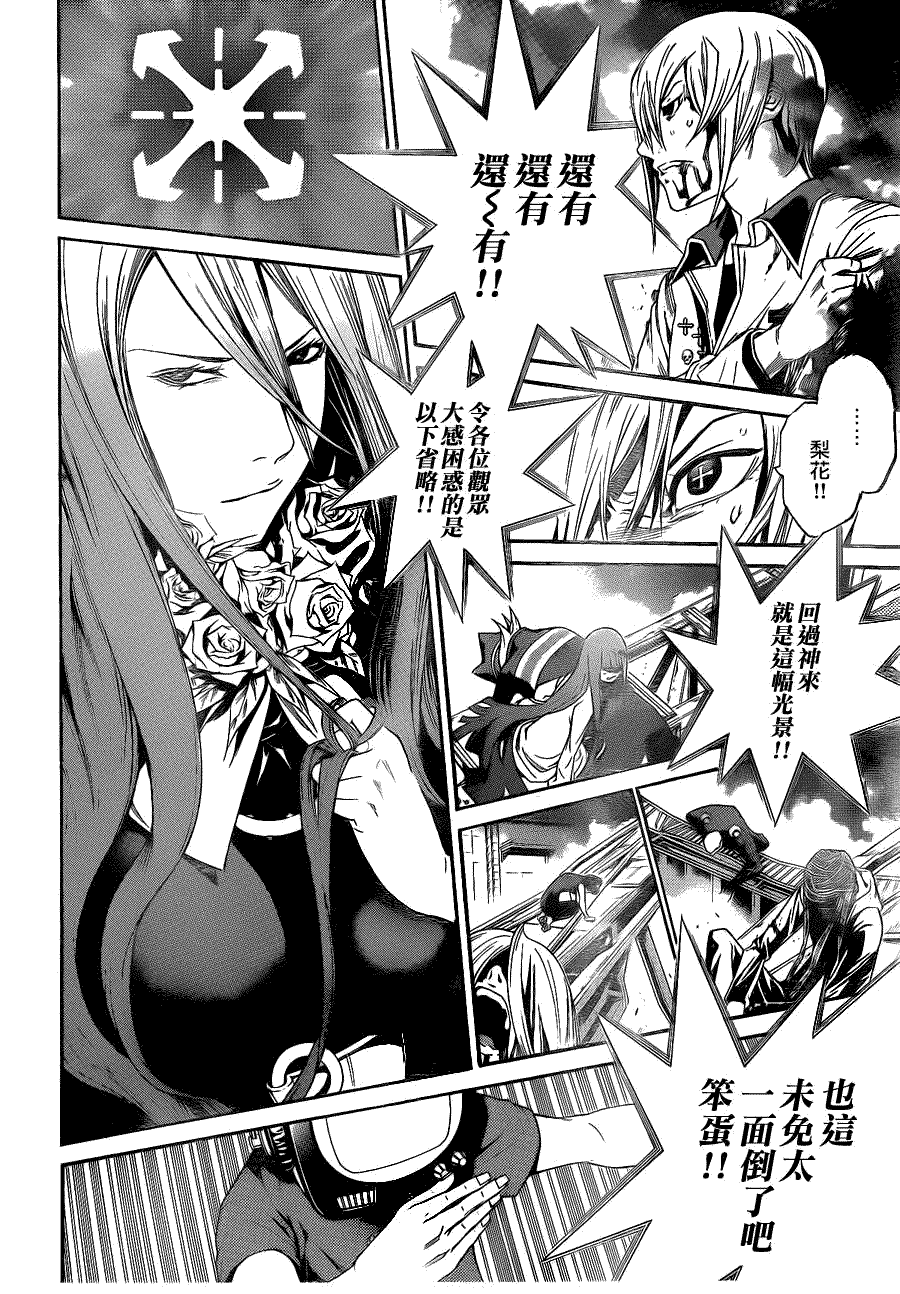 還有
還有
還~有!!
……
梨花!!
令各位觀眾
大感困惑的是
以下省略!!
回過神來
就是這幅光景!!
也這
未免太
一面倒了吧
笨蛋!!